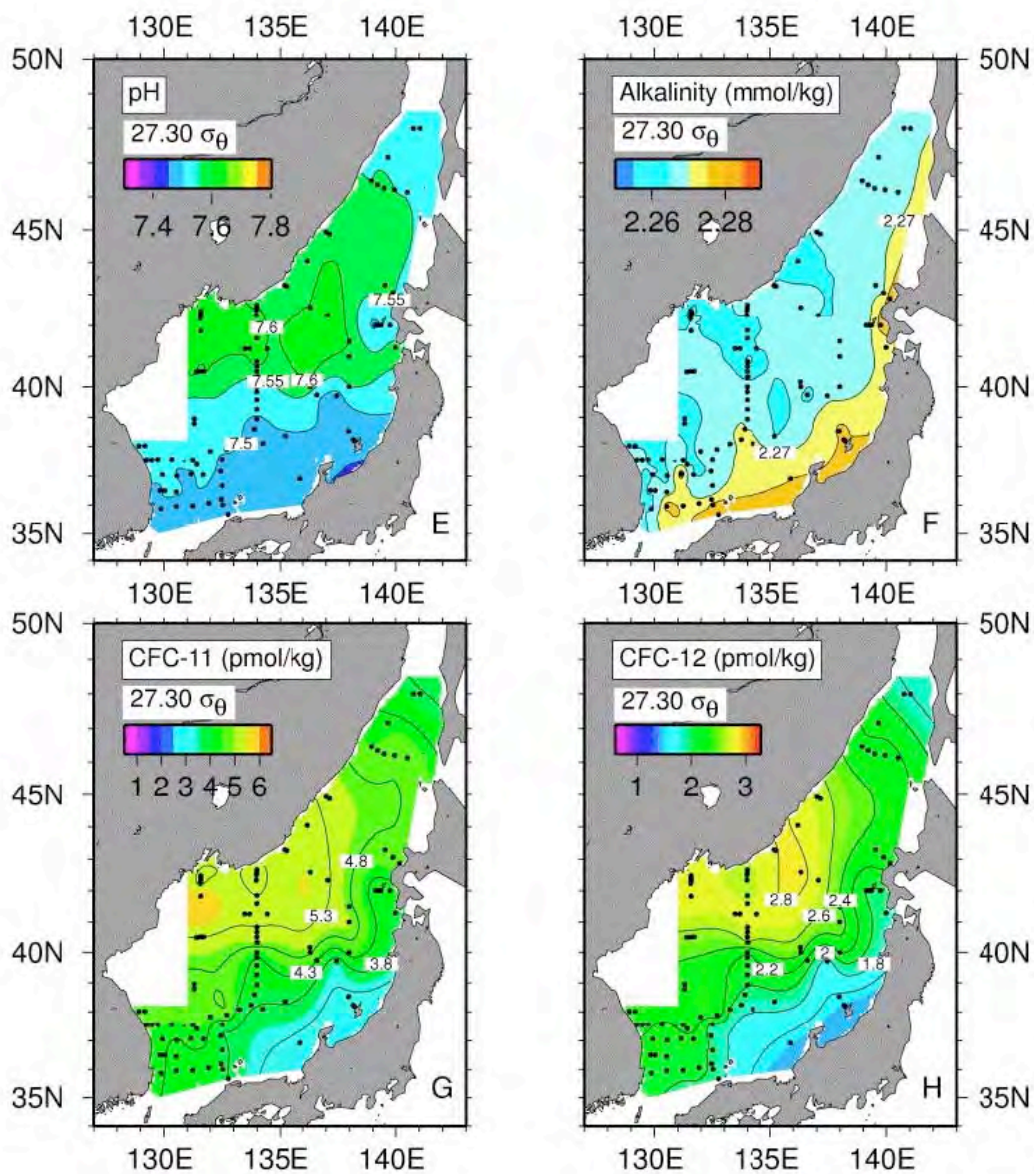 130E 135E 140E 130E 135E 140E
50N 50N
pH Alkalinity (mmol/kg)
27.30 σθ 27.30 σθ
7.4 7.6 7.8 2.26 2.28
45N 2.27 45N
7.55
7.6
40N 7.55 7.6 40N
7.5 2.27
35N E F 35N
130E 135E 140E 130E 135E 140E
50N 50N
CFC-11 (pmol/kg) CFC-12 (pmol/kg)
27.30 σθ 27.30 σθ
1 2 3 4 5 6 1 2 3
45N 45N
4.8
2.8 2.4
5.3 2.6
40N 40N
4.3 3.8 2.2 2 1.8
35N G H 35N
130E 135E 140E 130E 135E 140E